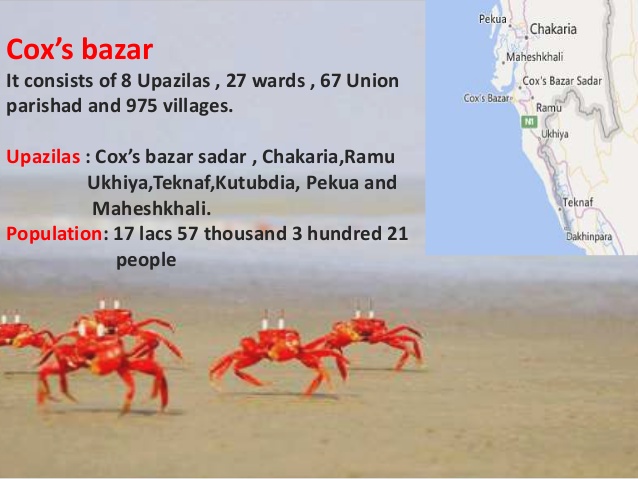 Cox’s bazar
It consists of 8 Upazilas , 27 wards , 67 Union
parishad and 975 villages.
Upazilas : Cox’s bazar sadar , Chakaria,Ramu
Ukhiya,Teknaf,Kutubdia, Pekua and
Maheshkhali.
Population: 17 lacs 57 thousand 3 hundred 21
people
Pekua
Chakaria
Maheshkhali
Cox's Bazar Sadar
Cox's Bazar
Ramu
N1
Ukhiya
Teknaf
Dakhinpara